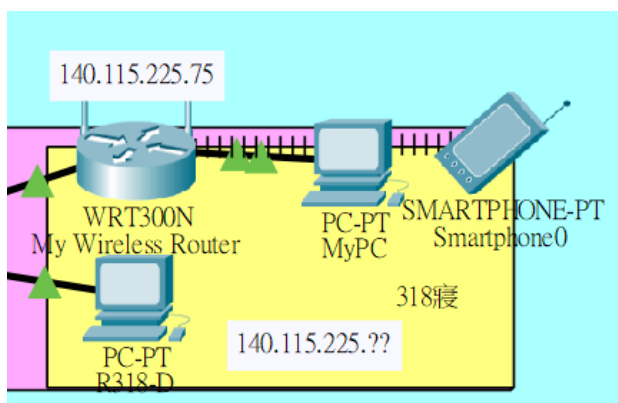 140.115.225.75
WRT300N
My Wireless Router
PC-PT
MyPC
SMARTPHONE-PT
Smartphone0
318寢
PC-PT
R318-D
140.115.225.??